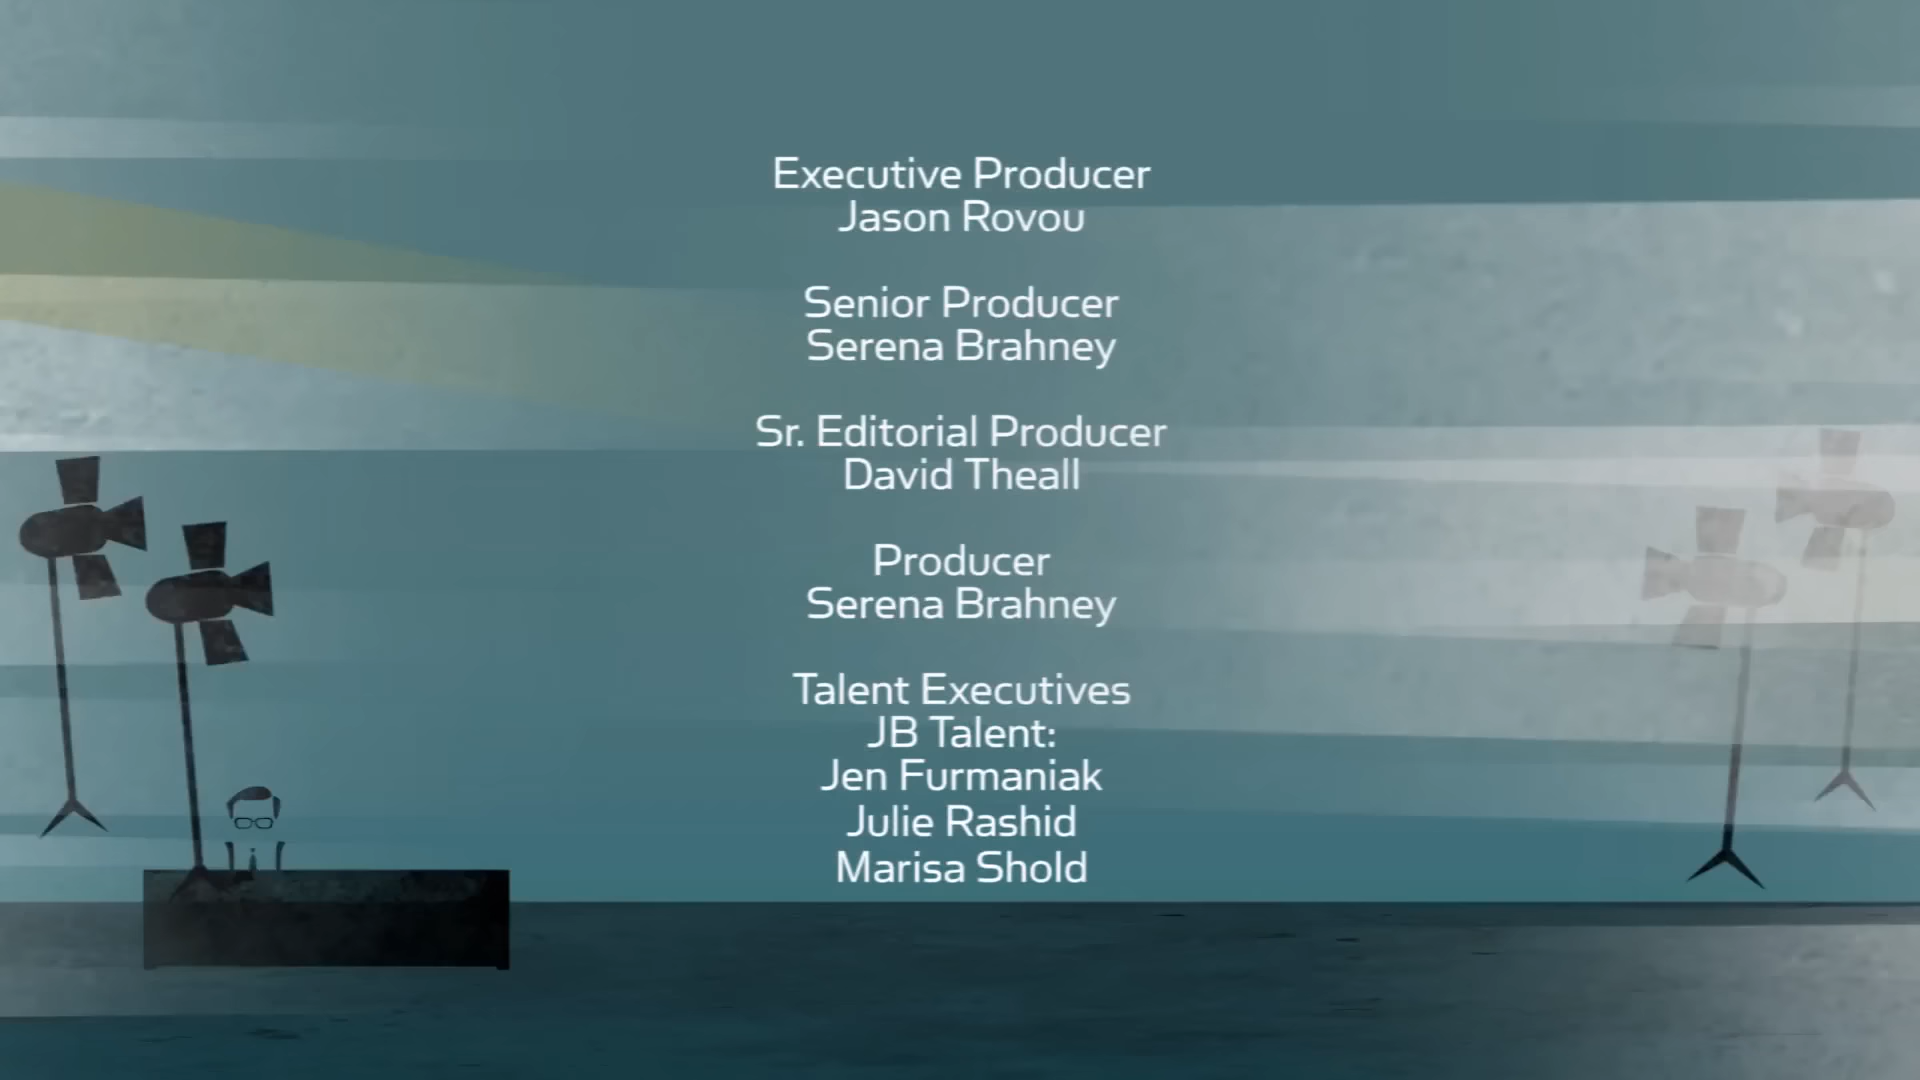 Executive Producer
Jason Rovou
Senior Producer
Serena Brahney
Sr. Editorial Producer
David Theall
Producer
Serena Brahney
Talent Executives
JB Talent:
Jen Furmaniak
Julie Rashid
Marisa Shold